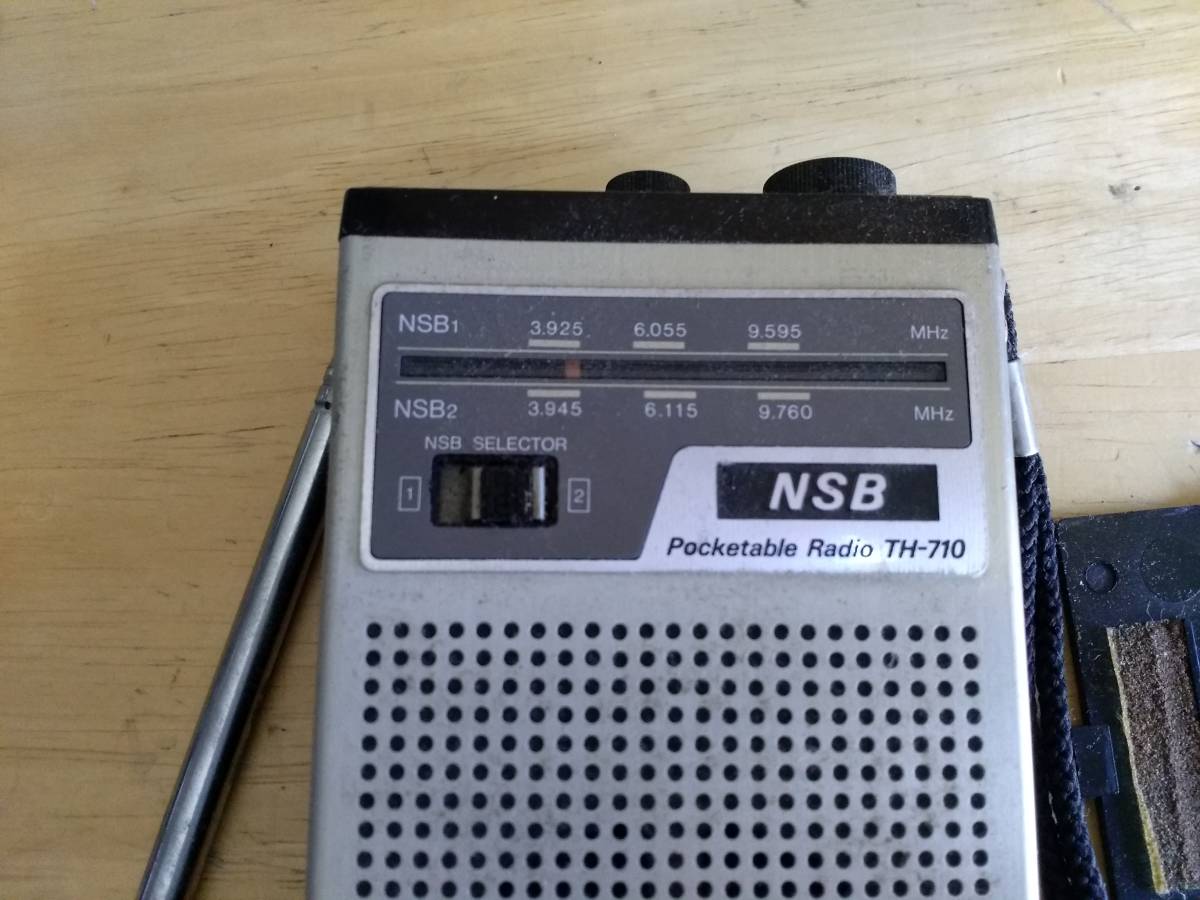 NSB1 3.925 6.055 9.595 MHz
NSB2 3.945 6.115 9.760 MHz
NSB SELECTOR
1 2
NSB
Pocketable Radio TH-710